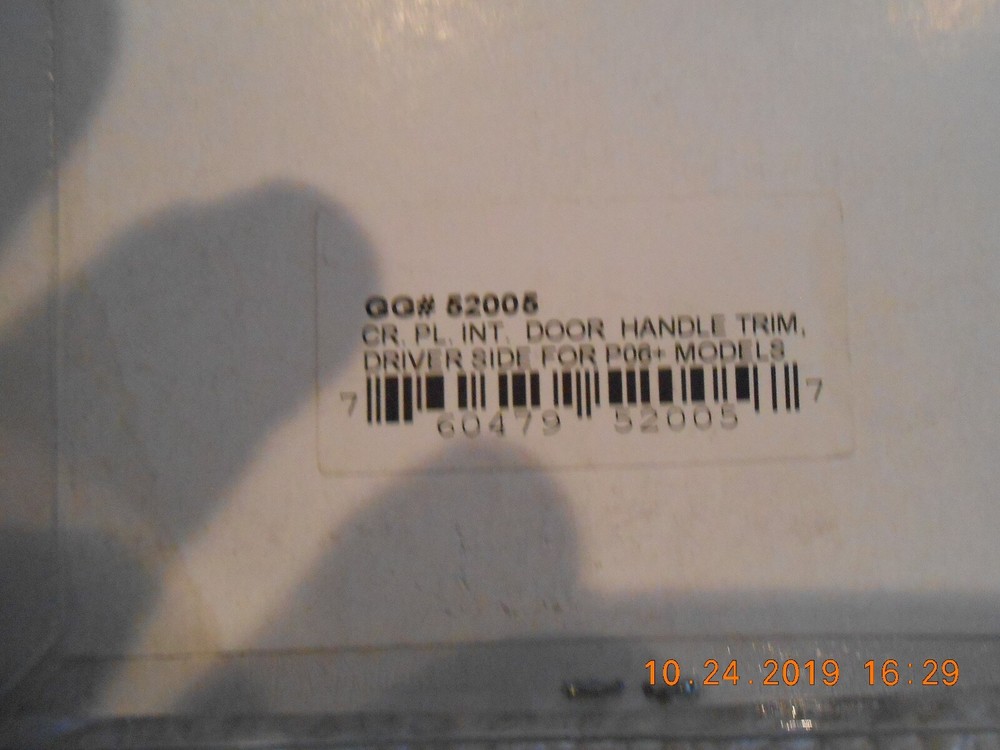 GG# 52005
CR. PL. INT. DOOR HANDLE TRIM,
DRIVER SIDE FOR P06+ MODELS
7 60479 52005 7
10.24.2019 16:29